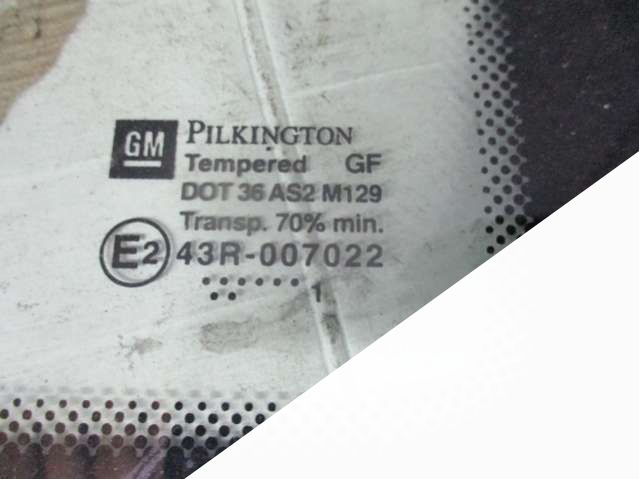 GM PILKINGTON
Tempered GF
DOT 36 AS2 M129
Transp. 70% min.
E2 43R-007022
1